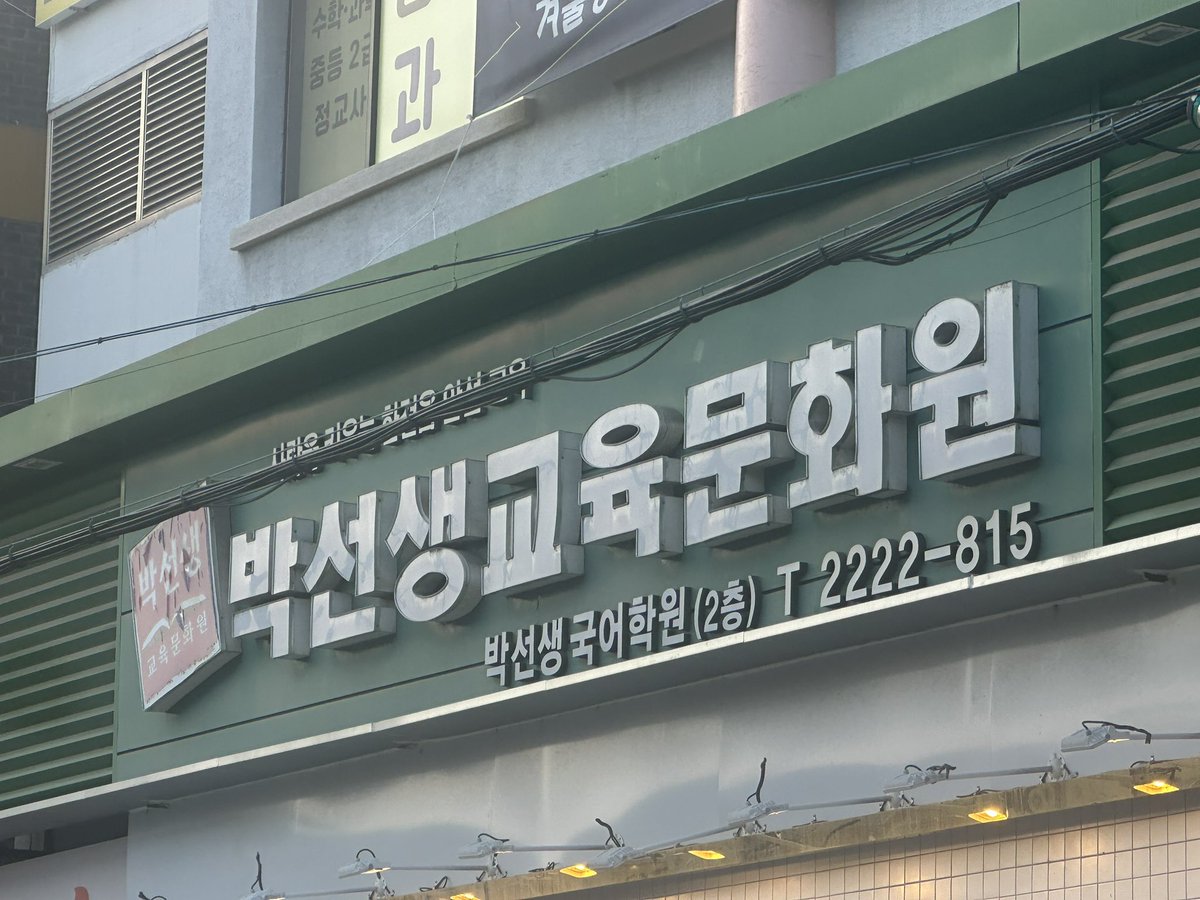 수학·과
중등 2급
정교사
과
겨울
박선생교육문화원
박선생
교육문화원
박선생 국어학원 (2층) T 2222-815